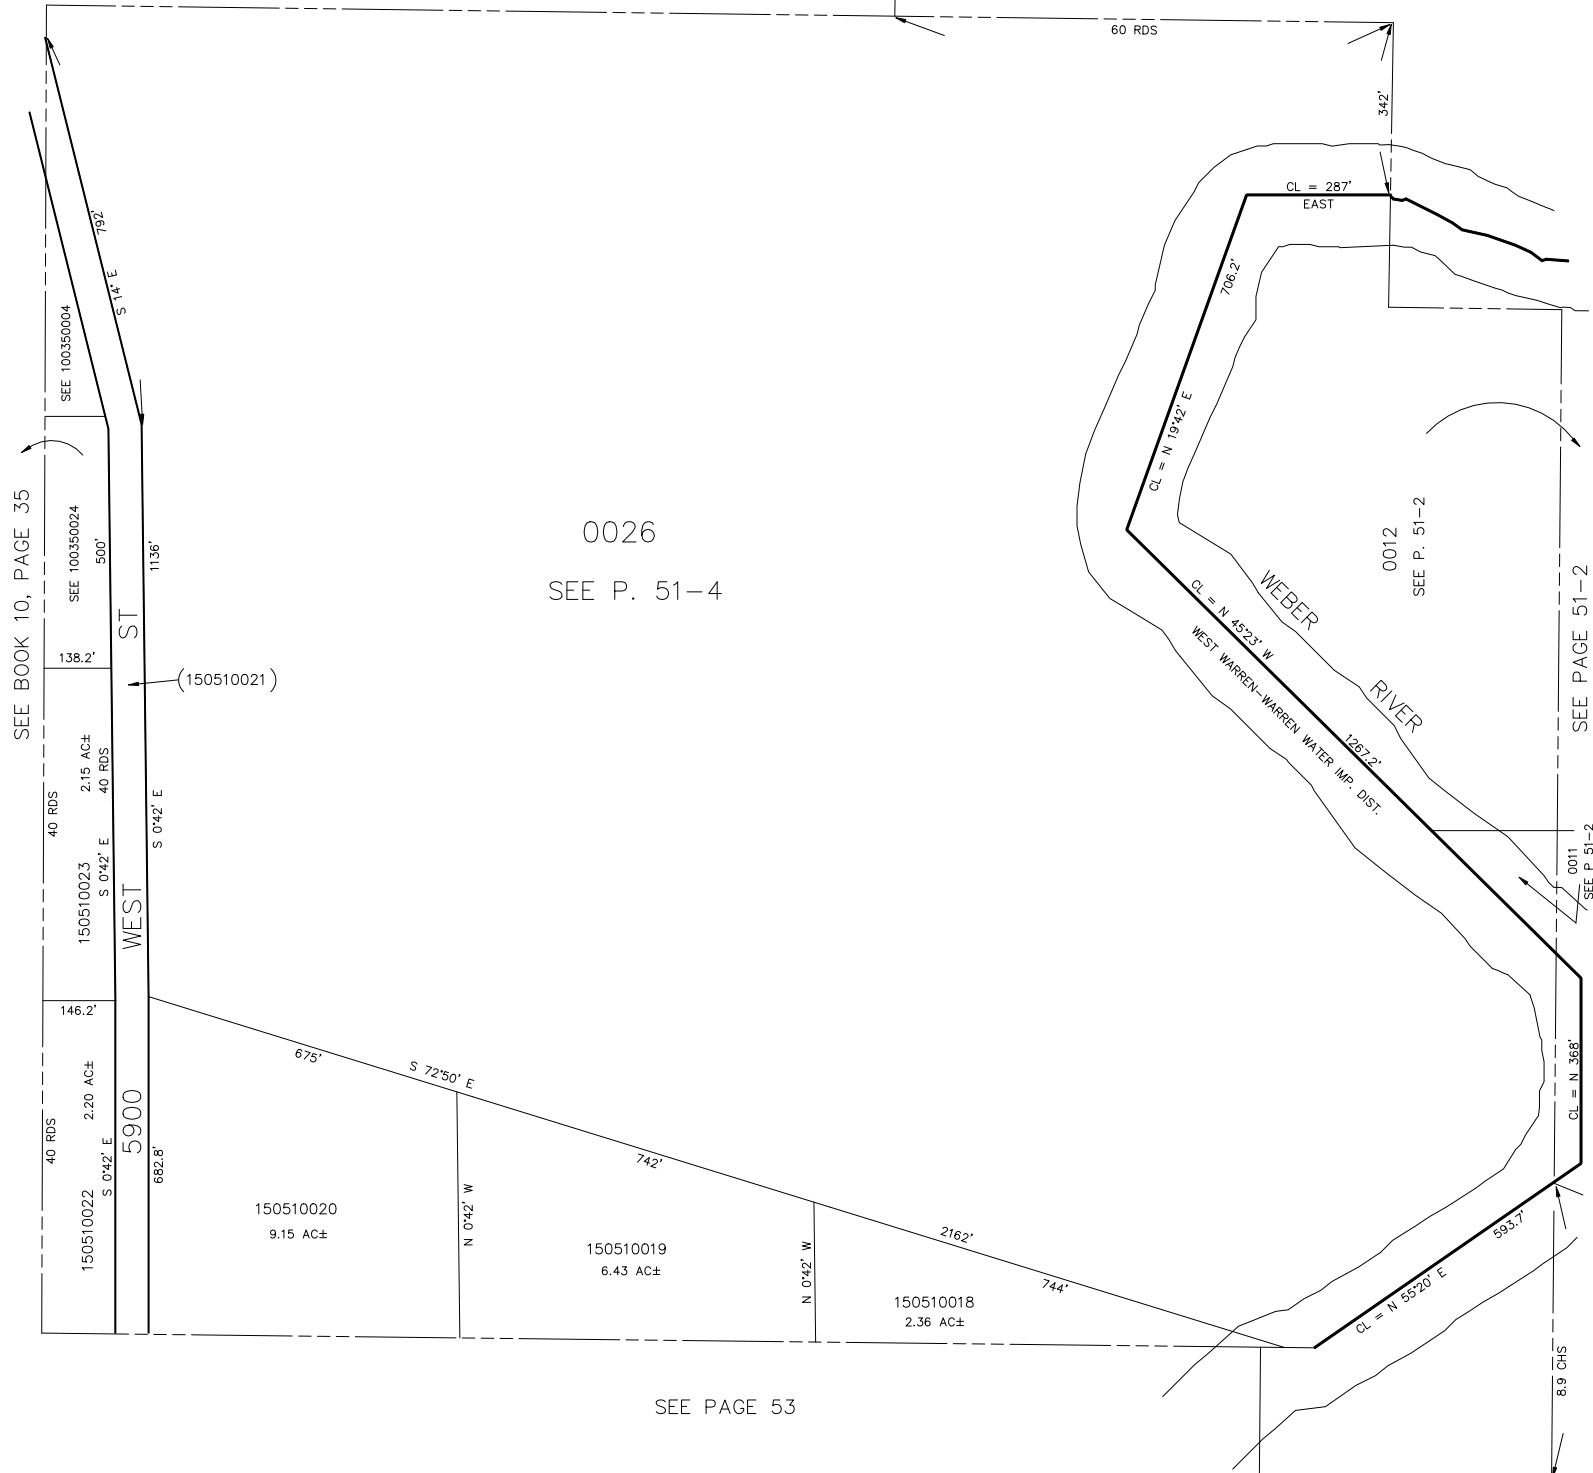 60 RDS
342'
CL = 287'
EAST
792'
S 14° E
706.2'
CL = N 19°42' E
SEE 100350004
SEE BOOK 10, PAGE 35
SEE 100350024
500'
1136'
0026
SEE P. 51-4
0012
SEE P. 51-2
SEE PAGE 51-2
WEBER
RIVER
CL = N 45°23' W
1267.2'
WEST WARREN-WARREN WATER IMP. DIST.
138.2'
(150510021)
5900 WEST ST
40 RDS
2.15 AC±
40 RDS
150510023
S 0°42' E
S 0°42' E
0011
SEE P 51-2
146.2'
675'
S 72°50' E
742'
2162'
744'
CL = N 368'
40 RDS
2.20 AC±
150510022
S 0°42' E
682.8'
150510020
9.15 AC±
N 0°42' W
150510019
6.43 AC±
N 0°42' W
150510018
2.36 AC±
593.7'
CL = N 55°20' E
8.9 CHS
SEE PAGE 53